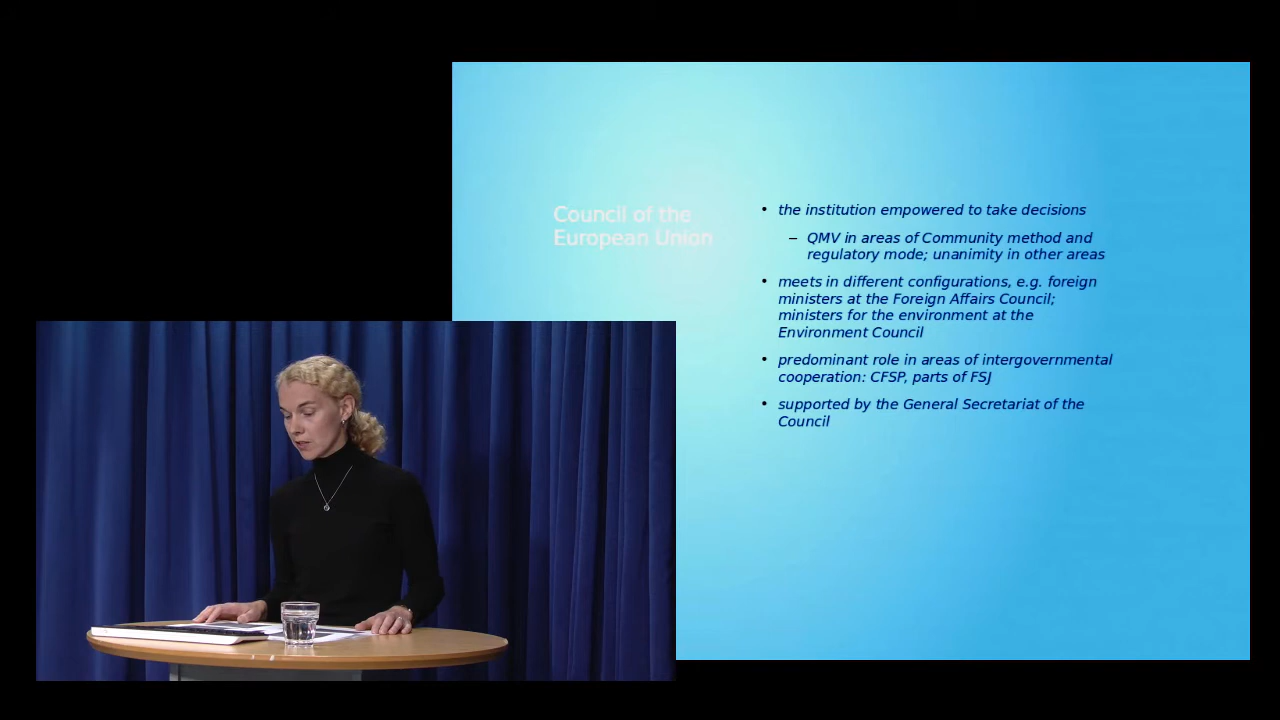 Council of the
European Union
• the institution empowered to take decisions
– QMV in areas of Community method and
regulatory mode; unanimity in other areas
• meets in different configurations, e.g. foreign
ministers at the Foreign Affairs Council;
ministers for the environment at the
Environment Council
• predominant role in areas of intergovernmental
cooperation: CFSP, parts of FSJ
• supported by the General Secretariat of the
Council